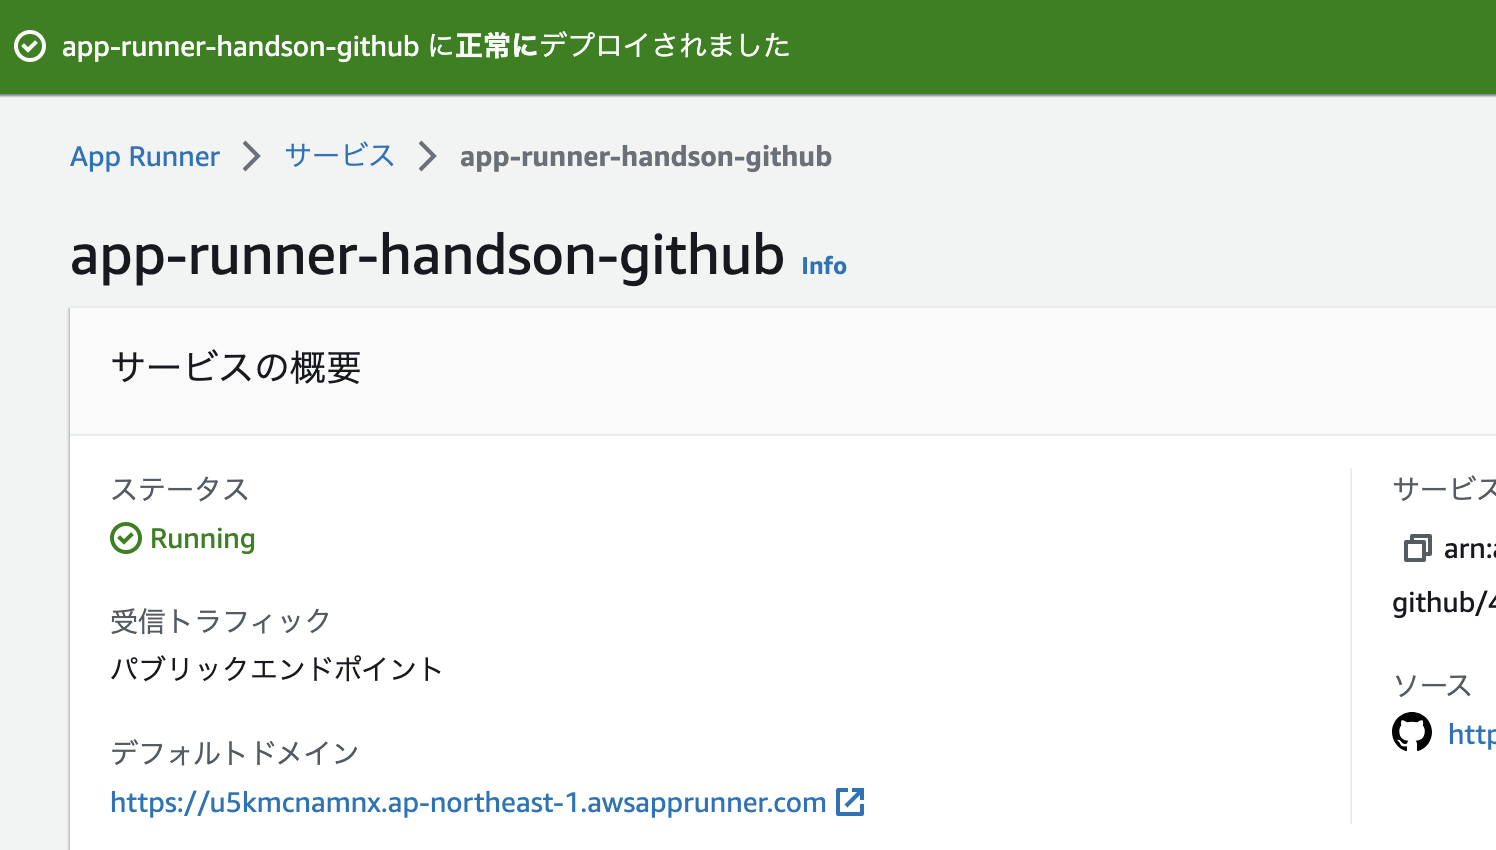 app-runner-handson-github に正常にデプロイされました
App Runner > サービス > app-runner-handson-github
app-runner-handson-github Info
サービスの概要
ステータス
Running
受信トラフィック
パブリックエンドポイント
デフォルトドメイン
https://u5kmcnamnx.ap-northeast-1.awsapprunner.com
サービス
arn:a
github/4
ソース
http